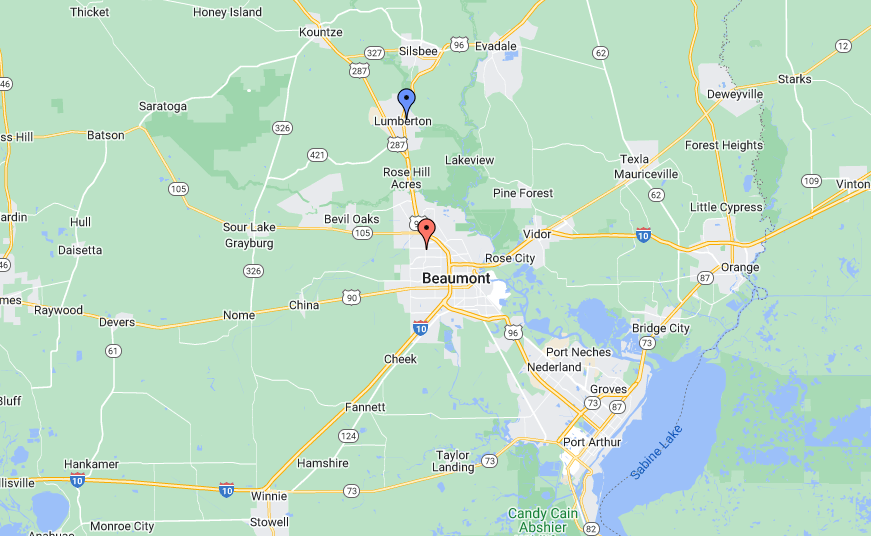 Thicket
Honey Island
Kountze
327
Silsbee
96
Evadale
62
12
287
46
Starks
Deweyville
Saratoga
Lumberton
ss Hill
Batson
326
287
421
Lakeview
Texla
Forest Heights
Mauriceville
Rose Hill
Acres
105
Pine Forest
62
109
Vinton
Little Cypress
ardin
Hull
Bevil Oaks
Sour Lake
105
Vidor
10
Daisetta
Grayburg
Rose City
46
326
Beaumont
87
Orange
mes
Raywood
Devers
Nome
China
90
10
96
Bridge City
73
61
Cheek
Port Neches
Nederland
Groves
73
87
Bluff
Fannett
124
Port Arthur
Sabine Lake
Hankamer
Hamshire
Taylor
Landing
73
llisville
10
10
Winnie
73
Stowell
Monroe City
Anahuac
Candy Cain
Abshier
82